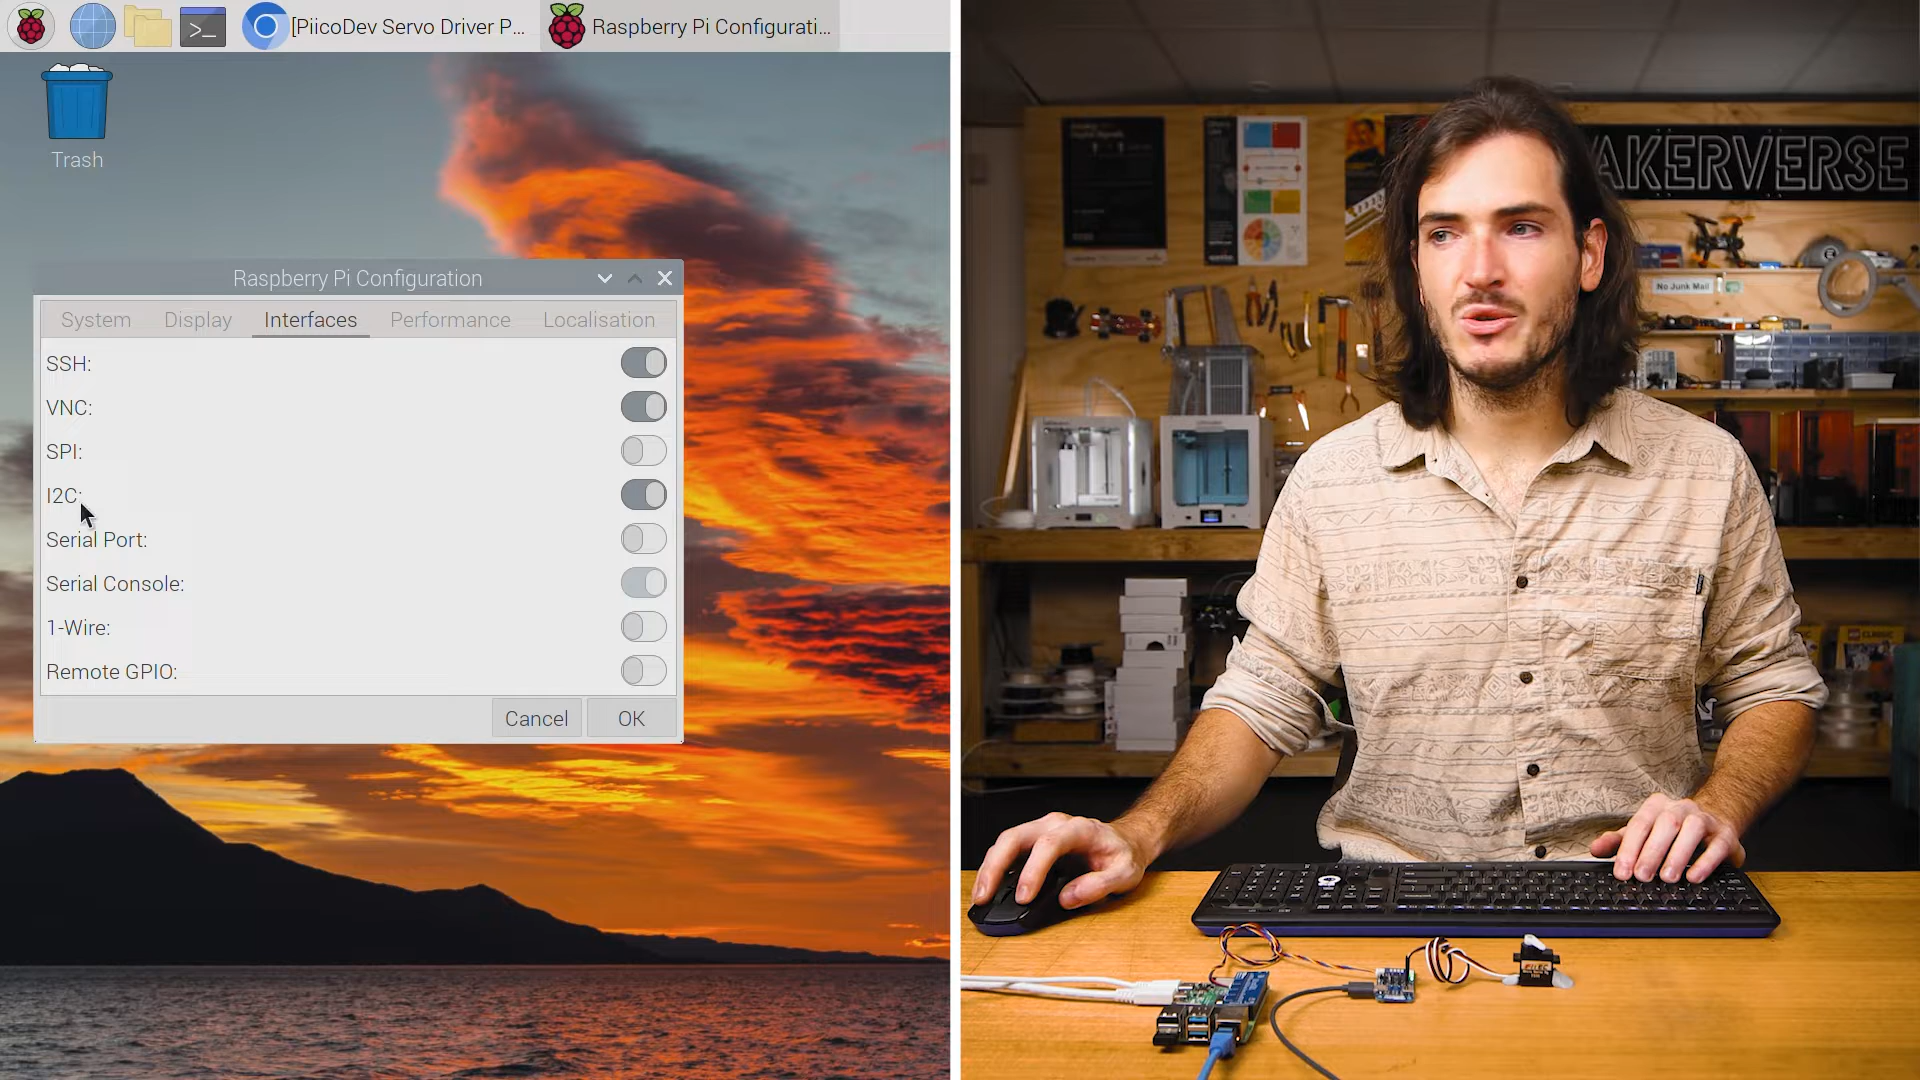 [PiicoDev Servo Driver P...
Raspberry Pi Configurati...
Trash
Raspberry Pi Configuration
System
Display
Interfaces
Performance
Localisation
SSH:
VNC:
SPI:
I2C:
Serial Port:
Serial Console:
1-Wire:
Remote GPIO:
Cancel
OK
AKERVERSE
No Junk Mail
CLASSIC